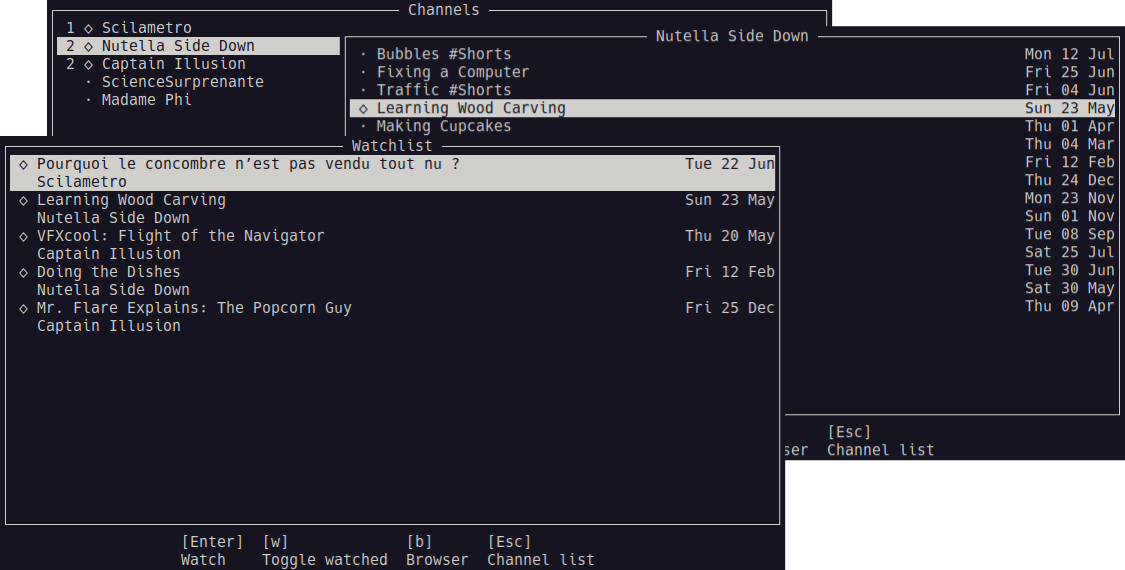 Channels
1 ◇ Scilametro
2 ◇ Nutella Side Down
2 ◇ Captain Illusion
· ScienceSurprenante
· Madame Phi
Nutella Side Down
· Bubbles #Shorts Mon 12 Jul
· Fixing a Computer Fri 25 Jun
· Traffic #Shorts Fri 04 Jun
◇ Learning Wood Carving Sun 23 May
· Making Cupcakes Thu 01 Apr
Thu 04 Mar
Fri 12 Feb
Thu 24 Dec
Mon 23 Nov
Sun 01 Nov
Tue 08 Sep
Sat 25 Jul
Tue 30 Jun
Sat 30 May
Thu 09 Apr
[Esc]
ser Channel list
Watchlist
◇ Pourquoi le concombre n’est pas vendu tout nu ? Tue 22 Jun
Scilametro
◇ Learning Wood Carving Sun 23 May
Nutella Side Down
◇ VFXcool: Flight of the Navigator Thu 20 May
Captain Illusion
◇ Doing the Dishes Fri 12 Feb
Nutella Side Down
◇ Mr. Flare Explains: The Popcorn Guy Fri 25 Dec
Captain Illusion
[Enter] [w] [b] [Esc]
Watch Toggle watched Browser Channel list